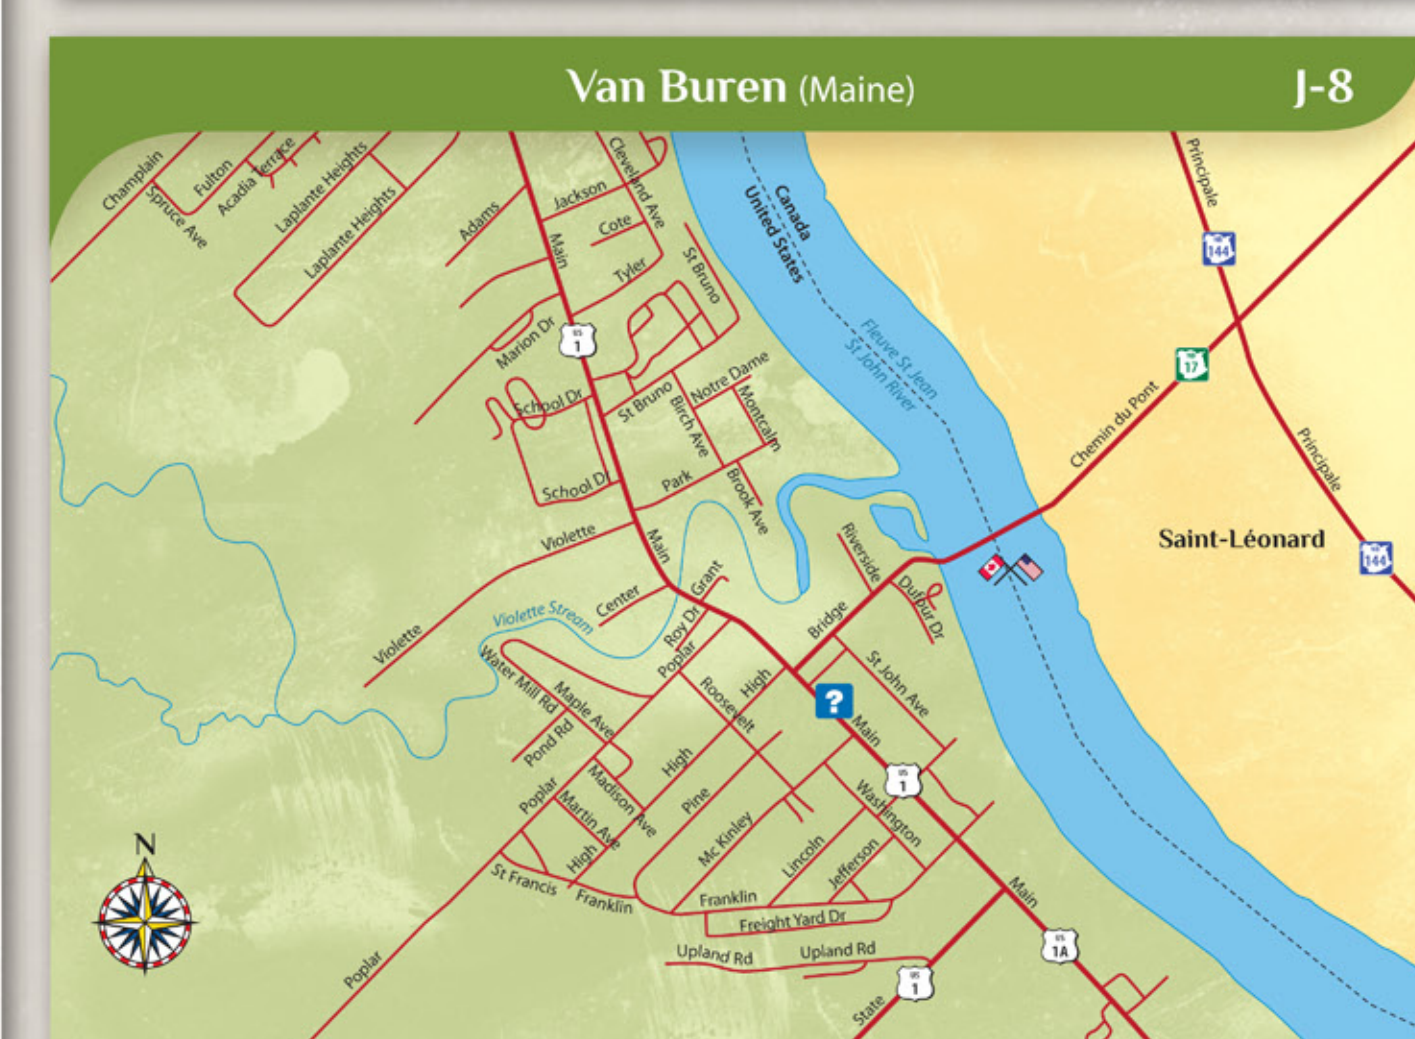 Van Buren (Maine)
J-8
Champlain
Spruce Ave
Fulton
Acadia Terrace
Laplante Heights
Laplante Heights
Adams
Jackson
Cleveland Ave
Cote
Main
Tyler
St Bruno
Canada
United States
Principale
144
Marion Dr
US
1
Fleuve St Jean
St John River
17
Chemin du Pont
Principale
School Dr
St Bruno
Notre Dame
Birch Ave
Montcalm
School Dr
Park
Brook Ave
Violette
Main
Saint-Léonard
144
Riverside
Center
Grant
Roy Dr
Dufour Dr
Bridge
Violette Stream
Violette
Poplar
Water Mill Rd
Maple Ave
Roosevelt
High
St John Ave
?
Main
Pond Rd
High
US
1
Poplar
Madison Ave
Pine
Washington
Martin Ave
Mc Kinley
Lincoln
High
Jefferson
N
St Francis
Franklin
Franklin
Main
Freight Yard Dr
Upland Rd
Upland Rd
US
1A
Poplar
US
1
State